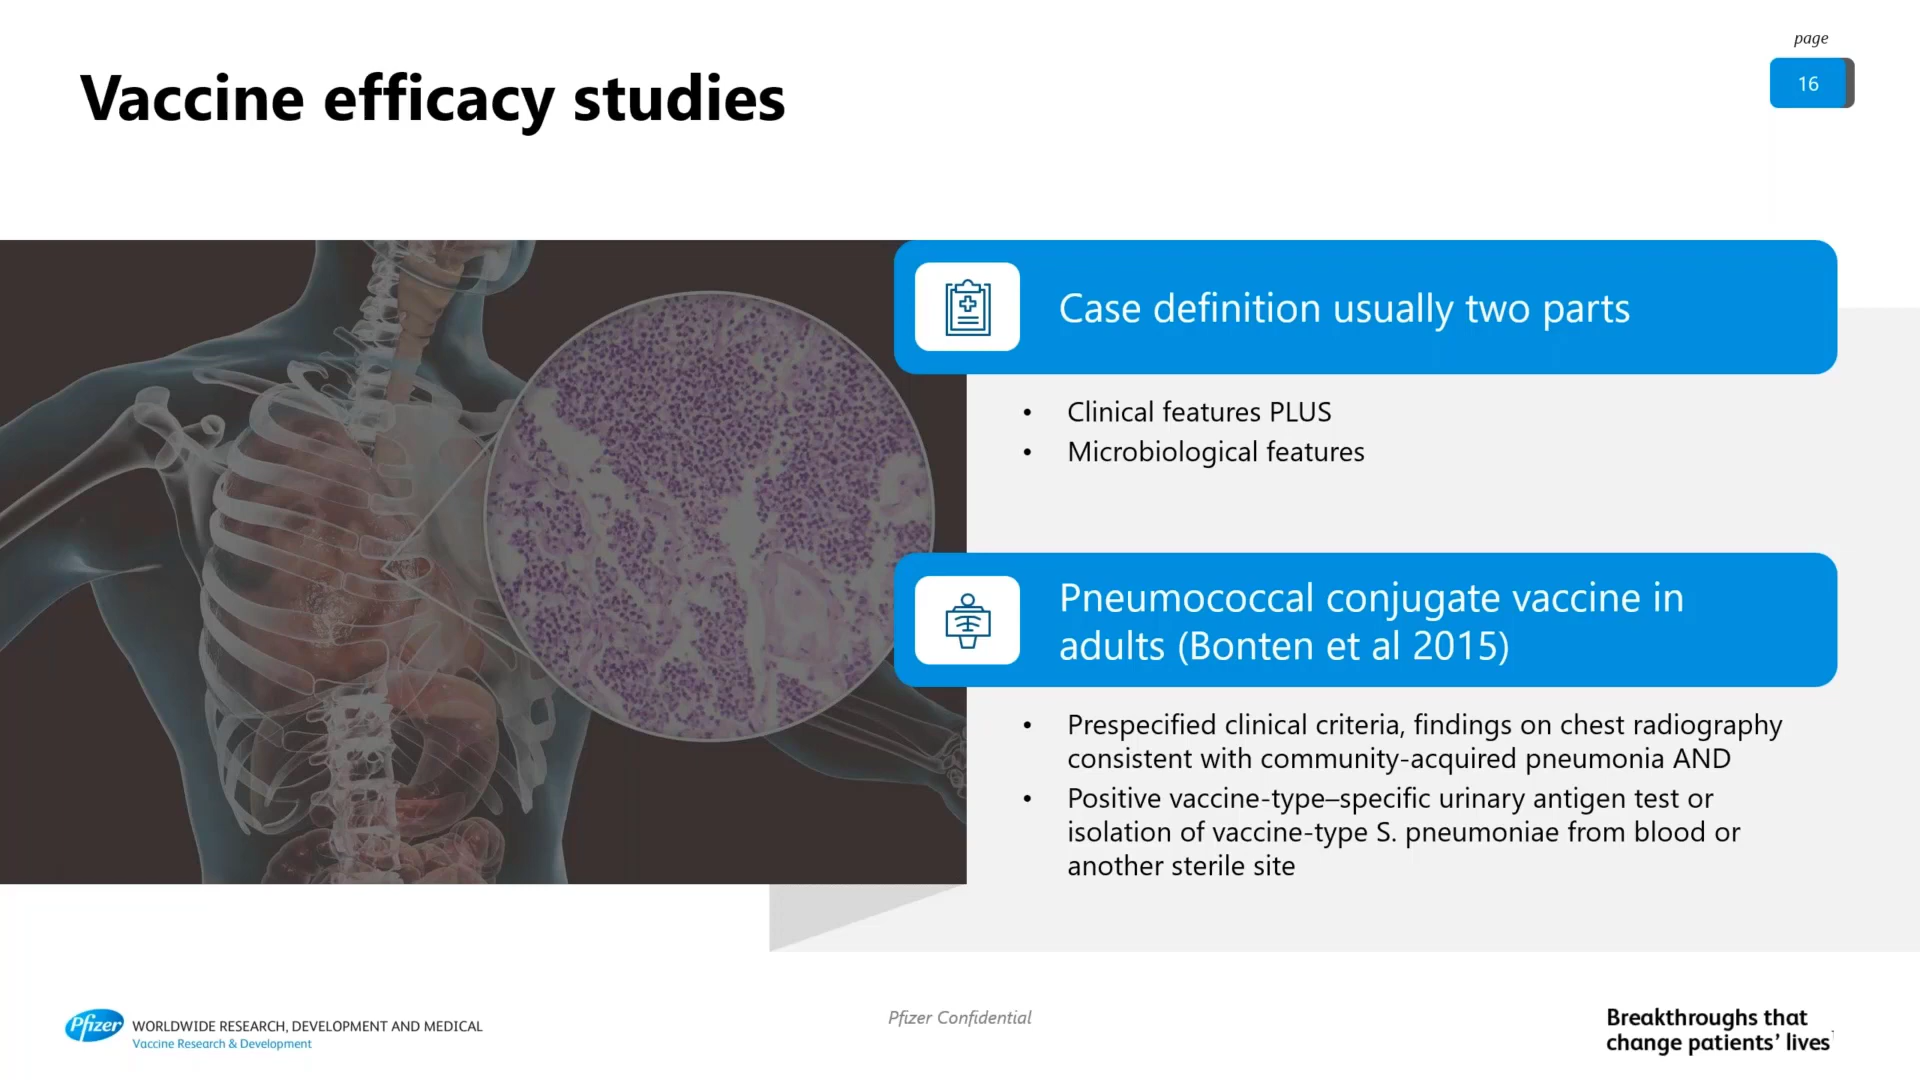 page
16
Vaccine efficacy studies
Case definition usually two parts
• Clinical features PLUS
• Microbiological features
Pneumococcal conjugate vaccine in
adults (Bonten et al 2015)
• Prespecified clinical criteria, findings on chest radiography
consistent with community-acquired pneumonia AND
• Positive vaccine-type–specific urinary antigen test or
isolation of vaccine-type S. pneumoniae from blood or
another sterile site
Pfizer
WORLDWIDE RESEARCH, DEVELOPMENT AND MEDICAL
Vaccine Research & Development
Pfizer Confidential
Breakthroughs that
change patients’ lives